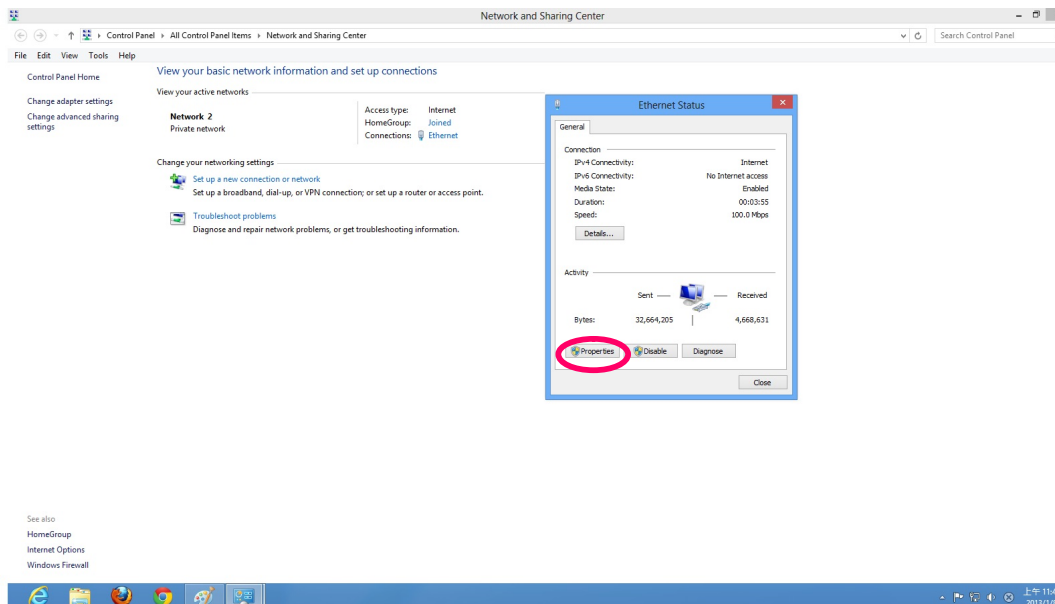 Network and Sharing Center
Control Panel All Control Panel Items Network and Sharing Center
Search Control Panel
File Edit View Tools Help
Control Panel Home
Change adapter settings
Change advanced sharing
settings
View your basic network information and set up connections
View your active networks
Network 2
Private network
Access type: Internet
HomeGroup: Joined
Connections: Ethernet
Change your networking settings
Set up a new connection or network
Set up a broadband, dial-up, or VPN connection; or set up a router or access point.
Troubleshoot problems
Diagnose and repair network problems, or get troubleshooting information.
Ethernet Status
General
Connection
IPv4 Connectivity: Internet
IPv6 Connectivity: No Internet access
Media State: Enabled
Duration: 00:03:55
Speed: 100.0 Mbps
Details...
Activity
Sent Received
Bytes: 32,664,205 4,668,631
Properties Disable Diagnose
Close
See also
HomeGroup
Internet Options
Windows Firewall
上午